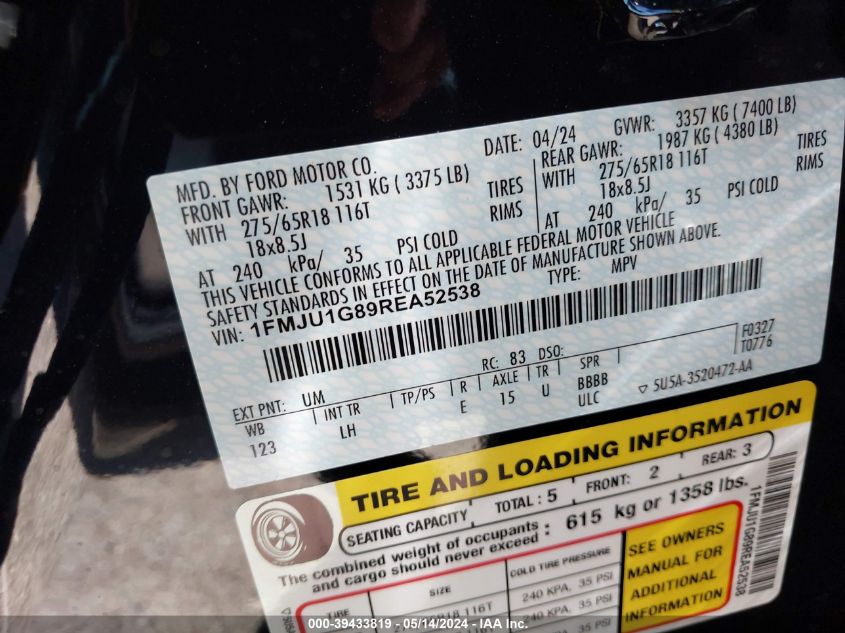 MFD. BY FORD MOTOR CO.
DATE: 04/24 GVWR: 3357 KG ( 7400 LB)
FRONT GAWR: 1531 KG ( 3375 LB) REAR GAWR: 1987 KG ( 4380 LB)
WITH 275/65R18 116T TIRES WITH 275/65R18 116T TIRES
18x8.5J RIMS 18x8.5J RIMS
AT 240 kPa/ 35 PSI COLD AT 240 kPa/ 35 PSI COLD
THIS VEHICLE CONFORMS TO ALL APPLICABLE FEDERAL MOTOR VEHICLE
SAFETY STANDARDS IN EFFECT ON THE DATE OF MANUFACTURE SHOWN ABOVE.
VIN: 1FMJU1G89REA52538 TYPE: MPV
F0327
T0776
EXT PNT: UM RC: 83 DSO:
WB INT TR TP/PS R AXLE TR SPR
123 LH E 15 U BBBB
ULC
5U5A-3520472-AA
TIRE AND LOADING INFORMATION
SEATING CAPACITY TOTAL : 5 FRONT: 2 REAR: 3
The combined weight of occupants
and cargo should never exceed : 615 kg or 1358 lbs.
TIRE SIZE COLD TIRE PRESSURE
116T 240 KPA, 35 PSI
240 KPA, 35 PSI
SEE OWNERS
MANUAL FOR
ADDITIONAL
INFORMATION
1FMJU1G89REA52538
000-39433819 - 05/14/2024 - IAA Inc.